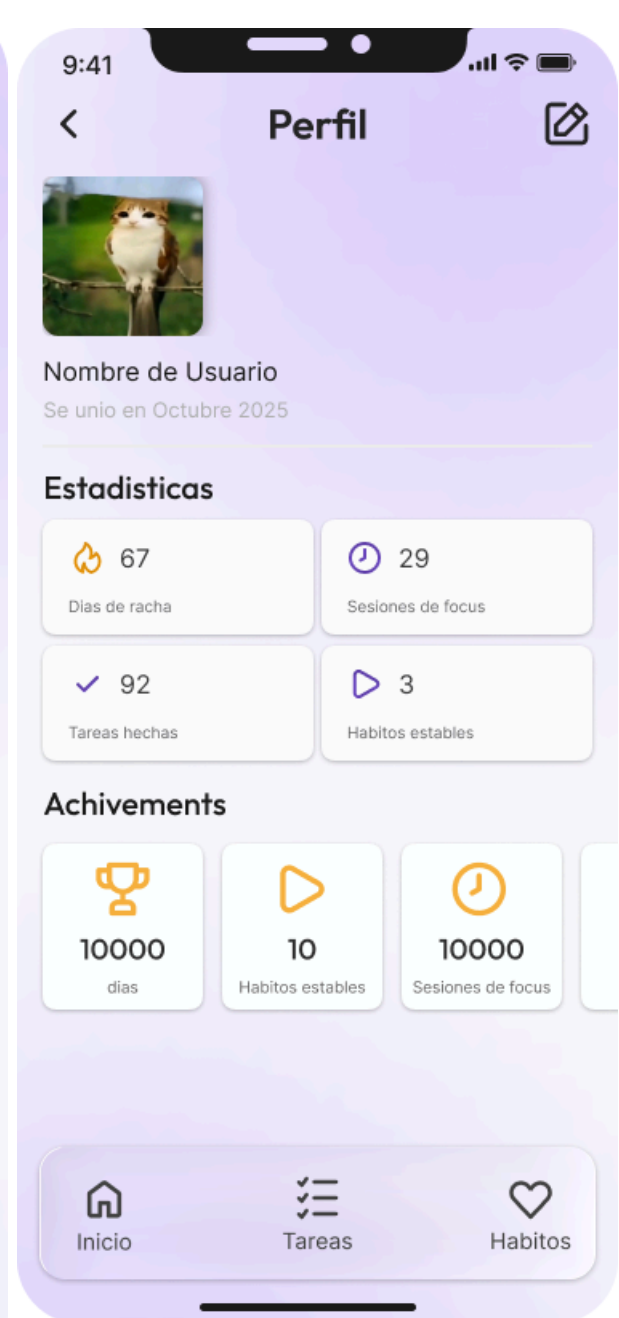 9:41
Perfil
Nombre de Usuario
Se unio en Octubre 2025
Estadisticas
67
Dias de racha
29
Sesiones de focus
92
Tareas hechas
3
Habitos estables
Achivements
10000
dias
10
Habitos estables
10000
Sesiones de focus
Inicio
Tareas
Habitos